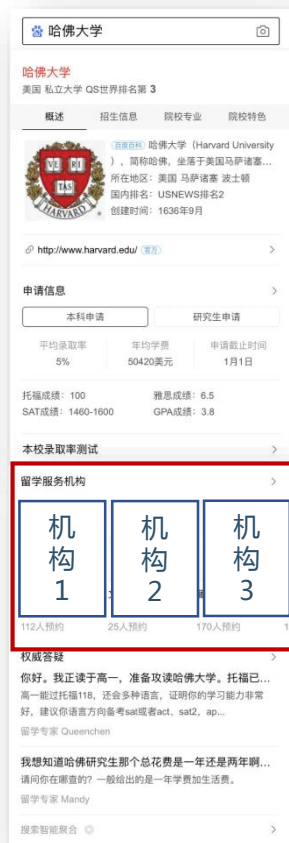 哈佛大学
哈佛大学
美国 私立大学 QS世界排名第 3
概述 招生信息 院校专业 院校特色
VE RI
TAS
HARVARD
百度百科 哈佛大学（Harvard University
），简称哈佛，坐落于美国马萨诸塞...
所在地区：美国 马萨诸塞 波士顿
国内排名：USNEWS排名2
创建时间：1636年9月
http://www.harvard.edu/ 官方
申请信息
本科申请 研究生申请
平均录取率 年均学费 申请截止时间
5% 50420美元 1月1日
托福成绩：100 雅思成绩：6.5
SAT成绩：1460-1600 GPA成绩：3.8
本校录取率测试
留学服务机构
机构1 机构2 机构3
112人预约 25人预约 170人预约 1
权威答疑
你好。我正读于高一，准备攻读哈佛大学。托福已...
高一能过托福118，还会多种语言，证明你的学习能力非常
好，建议你语言方向备考sat或者act，sat2，ap...
留学专家 Queenchen
我想知道哈佛研究生那个总花费是一年还是两年啊...
请问你在哪查的？一般给出的是一年学费加生活费。
留学专家 Mandy
搜索智能聚合